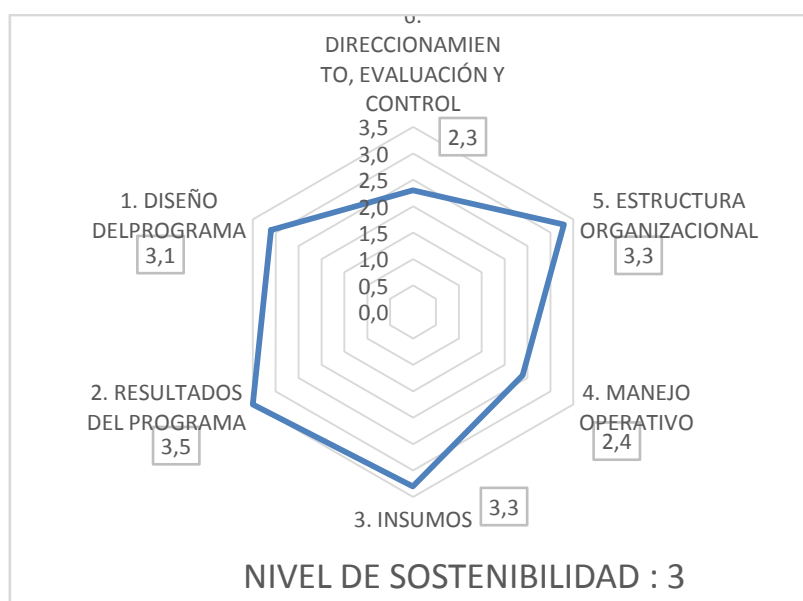 6.
DIRECCIONAMIEN
TO, EVALUACIÓN Y
CONTROL
2,3
3,5
3,0
2,5
2,0
1,5
1,0
0,5
0,0
1. DISEÑO
DELPROGRAMA
3,1
5. ESTRUCTURA
ORGANIZACIONAL
3,3
2. RESULTADOS
DEL PROGRAMA
3,5
4. MANEJO
OPERATIVO
2,4
3. INSUMOS
3,3
NIVEL DE SOSTENIBILIDAD : 3